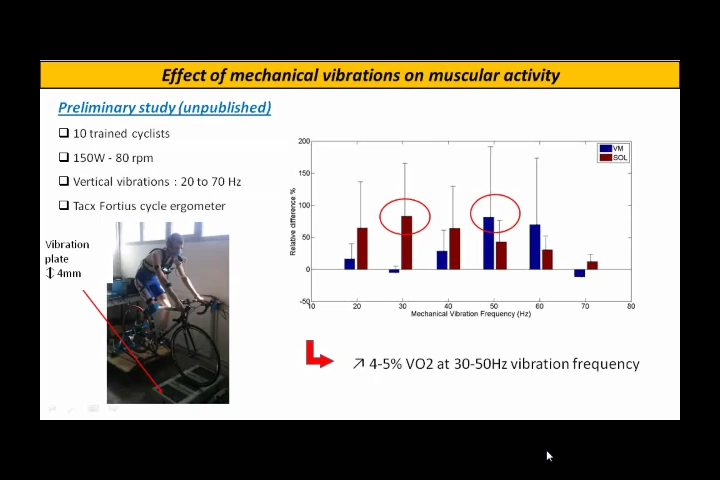 Effect of mechanical vibrations on muscular activity
Preliminary study (unpublished)
10 trained cyclists
150W - 80 rpm
Vertical vibrations : 20 to 70 Hz
Tacx Fortius cycle ergometer
Vibration
plate
↕ 4mm
200
150
100
50
0
-50
Relative difference %
VM
SOL
10 20 30 40 50 60 70 80
Mechanical Vibration Frequency (Hz)
↗ 4-5% VO2 at 30-50Hz vibration frequency